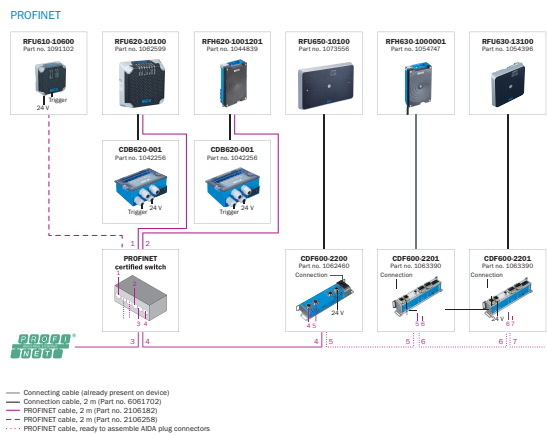 PROFINET
RFU610-10600
Part no. 1091102
Trigger
24 V
RFU620-10100
Part no. 1062599
RFH620-1001201
Part no. 1044839
RFU650-10100
Part no. 1073556
RFH630-1000001
Part no. 1054747
RFU630-13100
Part no. 1054396
CDB620-001
Part no. 1042256
24 V
Trigger
CDB620-001
Part no. 1042256
24 V
Trigger
1 2
PROFINET
certified switch
1
2
3 4
CDF600-2200
Part no. 1062460
Connection
24 V
4 5
CDF600-2201
Part no. 1063390
Connection
5 6
CDF600-2201
Part no. 1063390
Connection
24 V
6 7
PROFI
NET
3 4 4 5 5 6 6 7
Connecting cable (already present on device)
Connection cable, 2 m (Part no. 6061702)
PROFINET cable, 2 m (Part no. 2106182)
PROFINET cable, 2 m (Part no. 2106258)
PROFINET cable, ready to assemble AIDA plug connectors